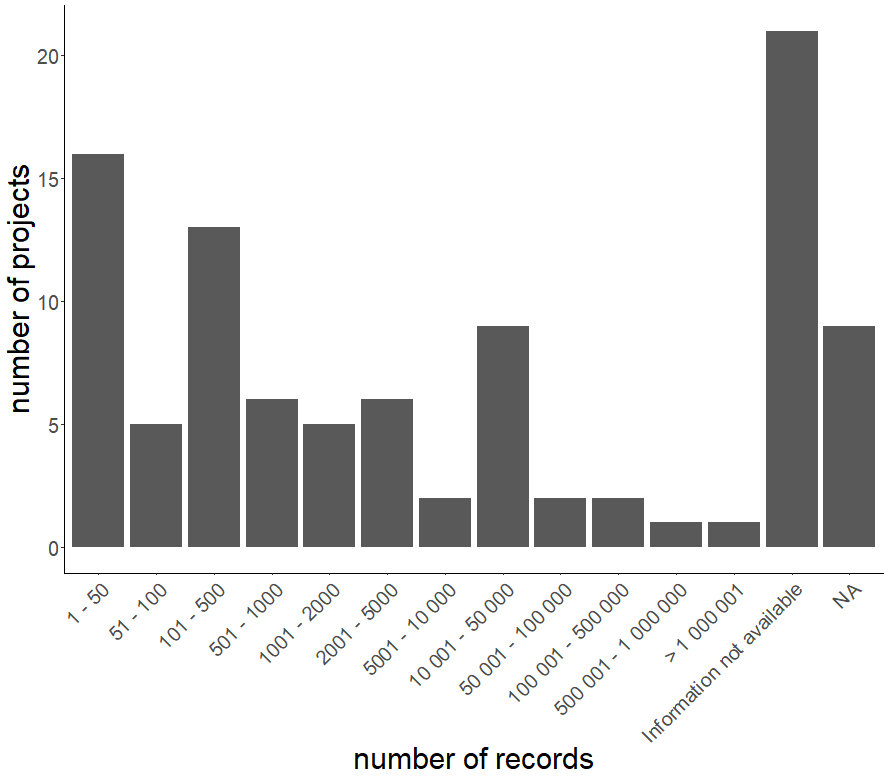 number of projects
20
15
10
5
0
1 - 50
51 - 100
101 - 500
501 - 1000
1001 - 2000
2001 - 5000
5001 - 10 000
10 001 - 50 000
50 001 - 100 000
100 001 - 500 000
500 001 - 1 000 000
> 1 000 001
Information not available
NA
number of records